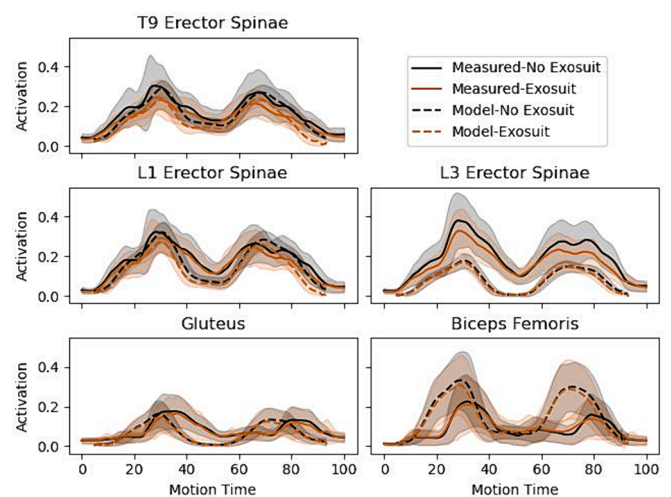 T9 Erector Spinae
Activation
0.4
0.2
0.0
Measured-No Exosuit
Measured-Exosuit
Model-No Exosuit
Model-Exosuit
L1 Erector Spinae
Activation
0.4
0.2
0.0
L3 Erector Spinae
Gluteus
Activation
0.4
0.2
0.0
0 20 40 60 80 100
Motion Time
Biceps Femoris
0 20 40 60 80 100
Motion Time